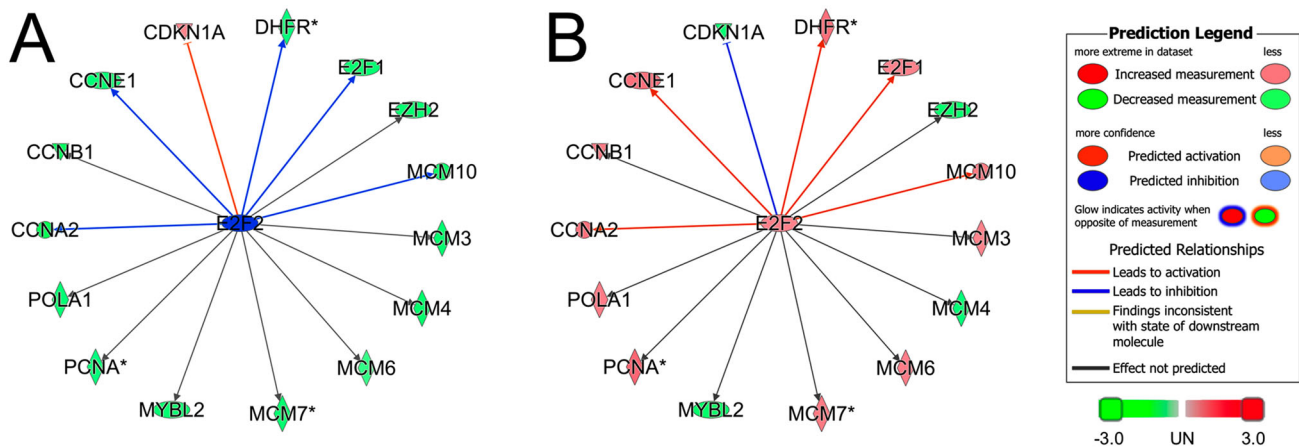 A
CDKN1A
DHFR*
CCNE1
E2F1
EZH2
CCNB1
MCM10
CCNA2
E2F2
MCM3
POLA1
MCM4
PCNA*
MCM6
MYBL2
MCM7*
B
CDKN1A
DHFR*
CCNE1
E2F1
EZH2
CCNB1
MCM10
CCNA2
E2F2
MCM3
POLA1
MCM4
PCNA*
MCM6
MYBL2
MCM7*
Prediction Legend
more extreme in dataset less
Increased measurement
Decreased measurement
more confidence less
Predicted activation
Predicted inhibition
Glow indicates activity when
opposite of measurement
Predicted Relationships
Leads to activation
Leads to inhibition
Findings inconsistent
with state of downstream
molecule
Effect not predicted
-3.0 UN 3.0